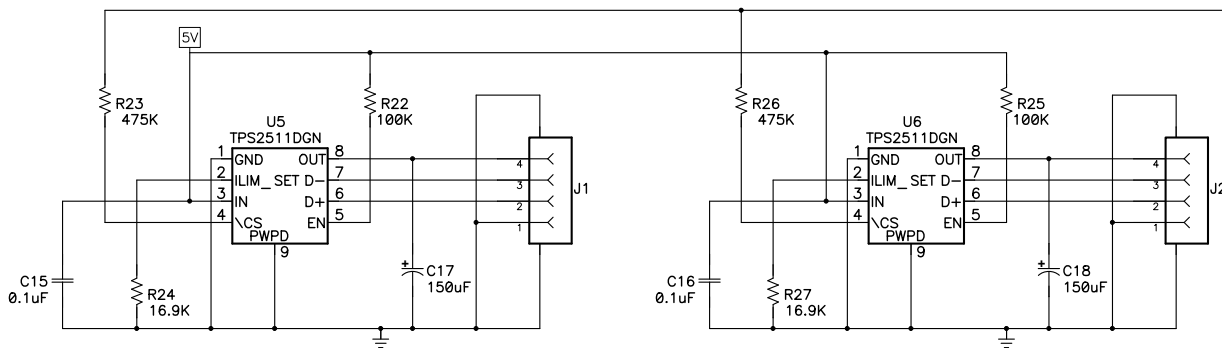 5V
R23
475K
R22
100K
U5
TPS2511DGN
1 GND OUT 8
2 ILIM_SET D- 7
3 IN D+ 6
4 \CS EN 5
PWPD
9
4
3
2
1
J1
C15
0.1uF
R24
16.9K
C17
150uF
+
R26
475K
R25
100K
U6
TPS2511DGN
1 GND OUT 8
2 ILIM_SET D- 7
3 IN D+ 6
4 \CS EN 5
PWPD
9
4
3
2
1
J2
C16
0.1uF
R27
16.9K
C18
150uF
+